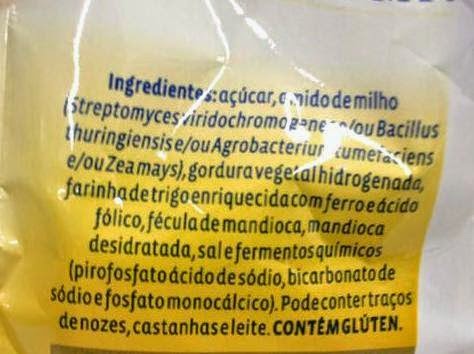 Ingredientes: açúcar, amido de milho
(Streptomyces viridochromogenes e/ou Bacillus
thuringiensis e/ou Agrobacterium tumefaciens
e/ou Zea mays), gordura vegetal hidrogenada,
farinha de trigo enriquecida com ferro e ácido
fólico, fécula de mandioca, mandioca
desidratada, sal e fermentos químicos
(pirofosfato ácido de sódio, bicarbonato de
sódio e fosfato monocálcico). Pode conter traços
de nozes, castanhas e leite. CONTÉM GLÚTEN.